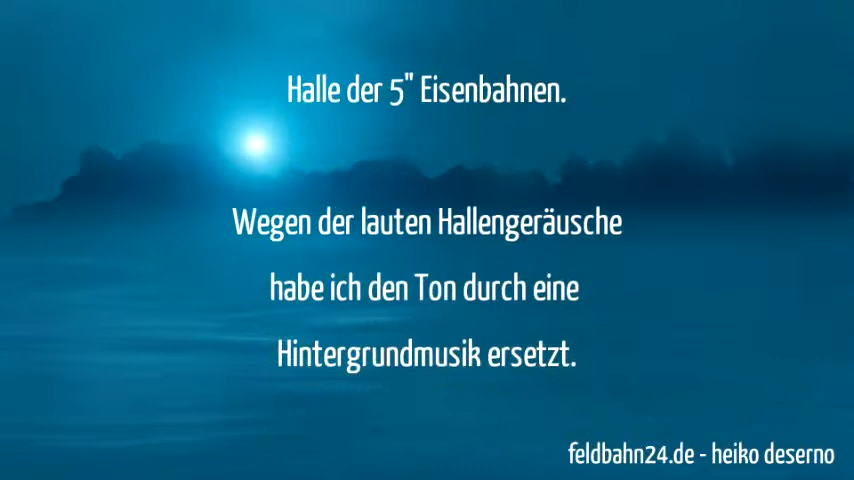 Halle der 5" Eisenbahnen.
Wegen der lauten Hallengeräusche
habe ich den Ton durch eine
Hintergrundmusik ersetzt.
feldbahn24.de - heiko deserno